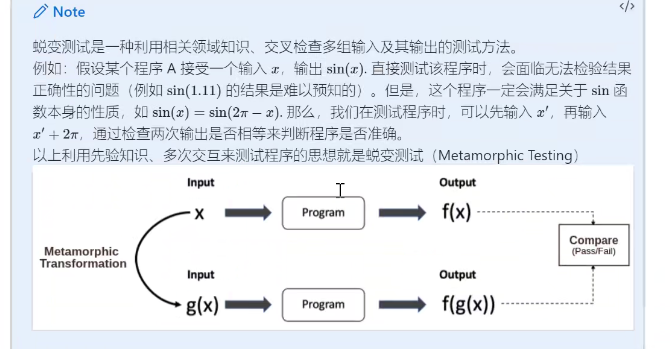 Note
</>
蜕变测试是一种利用相关领域知识、交叉检查多组输入及其输出的测试方法。
例如：假设某个程序 A 接受一个输入 x，输出 sin(x). 直接测试该程序时，会面临无法检验结果
正确性的问题（例如 sin(1.11) 的结果是难以预知的）。但是，这个程序一定会满足关于 sin 函
数本身的性质，如 sin(x) = sin(2π − x). 那么，我们在测试程序时，可以先输入 x′，再输入
x′ + 2π，通过检查两次输出是否相等来判断程序是否准确。
以上利用先验知识、多次交互来测试程序的思想就是蜕变测试（Metamorphic Testing）
Input
Output
x
Program
f(x)
Compare
(Pass/Fail)
Metamorphic
Transformation
Input
Output
g(x)
Program
f(g(x))